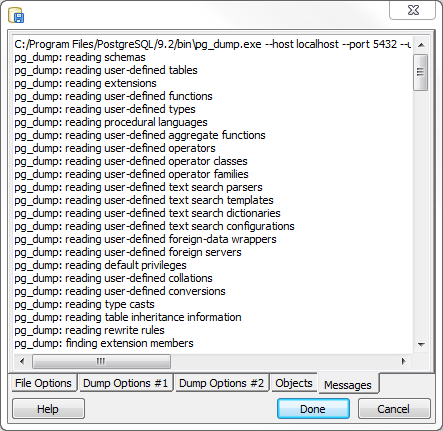 C:/Program Files/PostgreSQL/9.2/bin\pg_dump.exe --host localhost --port 5432 --u
pg_dump: reading schemas
pg_dump: reading user-defined tables
pg_dump: reading extensions
pg_dump: reading user-defined functions
pg_dump: reading user-defined types
pg_dump: reading procedural languages
pg_dump: reading user-defined aggregate functions
pg_dump: reading user-defined operators
pg_dump: reading user-defined operator classes
pg_dump: reading user-defined operator families
pg_dump: reading user-defined text search parsers
pg_dump: reading user-defined text search templates
pg_dump: reading user-defined text search dictionaries
pg_dump: reading user-defined text search configurations
pg_dump: reading user-defined foreign-data wrappers
pg_dump: reading user-defined foreign servers
pg_dump: reading default privileges
pg_dump: reading user-defined collations
pg_dump: reading user-defined conversions
pg_dump: reading type casts
pg_dump: reading table inheritance information
pg_dump: reading rewrite rules
pg_dump: finding extension members
File Options Dump Options #1 Dump Options #2 Objects Messages
Help Done Cancel